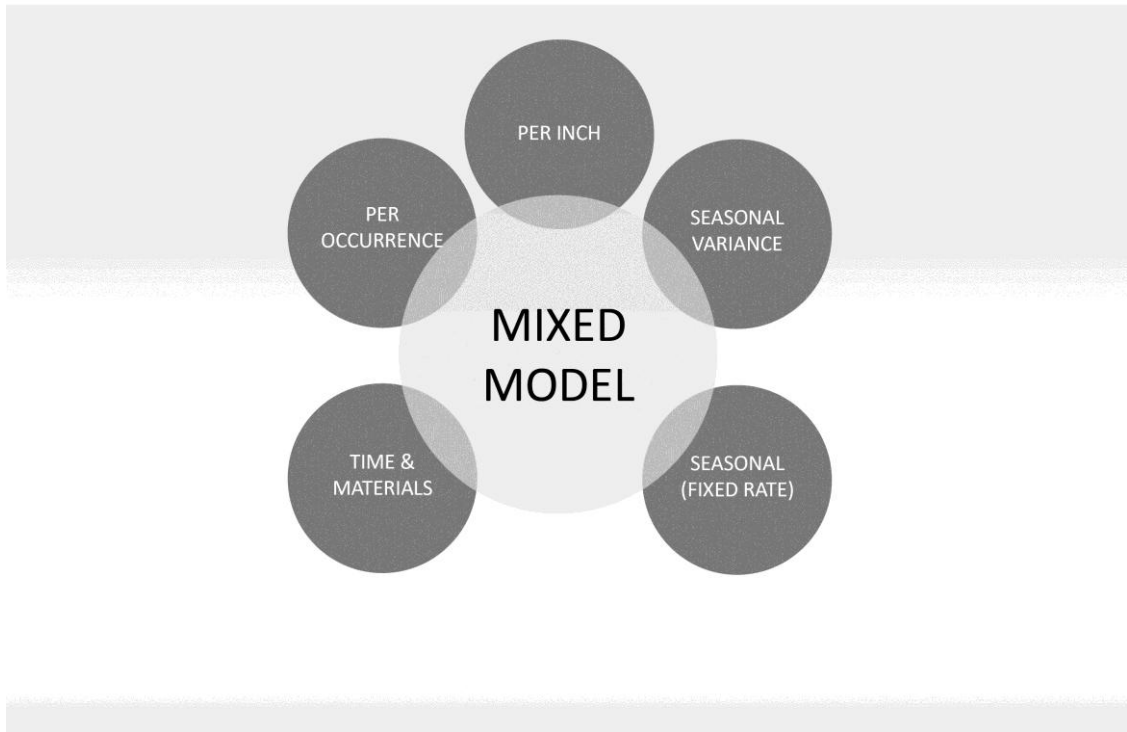 PER INCH
PER
OCCURRENCE
SEASONAL
VARIANCE
MIXED
MODEL
TIME &
MATERIALS
SEASONAL
(FIXED RATE)